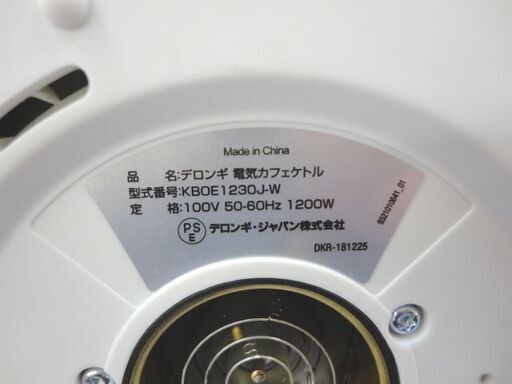 Made in China
品　名:デロンギ 電気カフェケトル
型式番号:KBOE1230J-W
定　格:100V 50-60Hz 1200W
PSE デロンギ・ジャパン株式会社
DKR-181225
8521010641_01